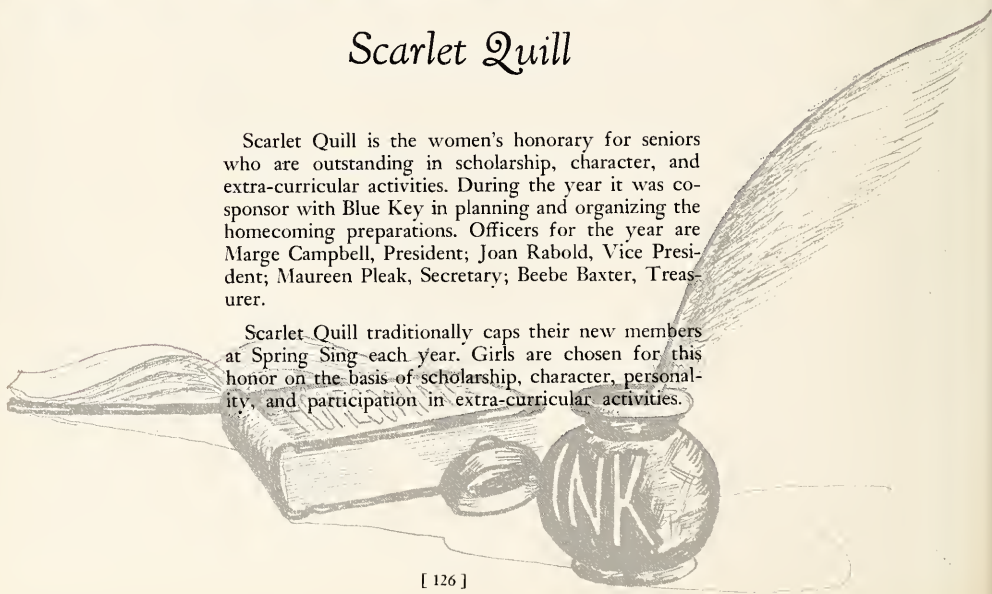 Scarlet Quill
Scarlet Quill is the women's honorary for seniors
who are outstanding in scholarship, character, and
extra-curricular activities. During the year it was co-
sponsor with Blue Key in planning and organizing the
homecoming preparations. Officers for the year are
Marge Campbell, President; Joan Rabold, Vice Presi-
dent; Maureen Pleak, Secretary; Beebe Baxter, Treas-
urer.
Scarlet Quill traditionally caps their new members
at Spring Sing each year. Girls are chosen for this
honor on the basis of scholarship, character, personal-
ity, and participation in extra-curricular activities.
HOMECOMING
INK
[ 126 ]